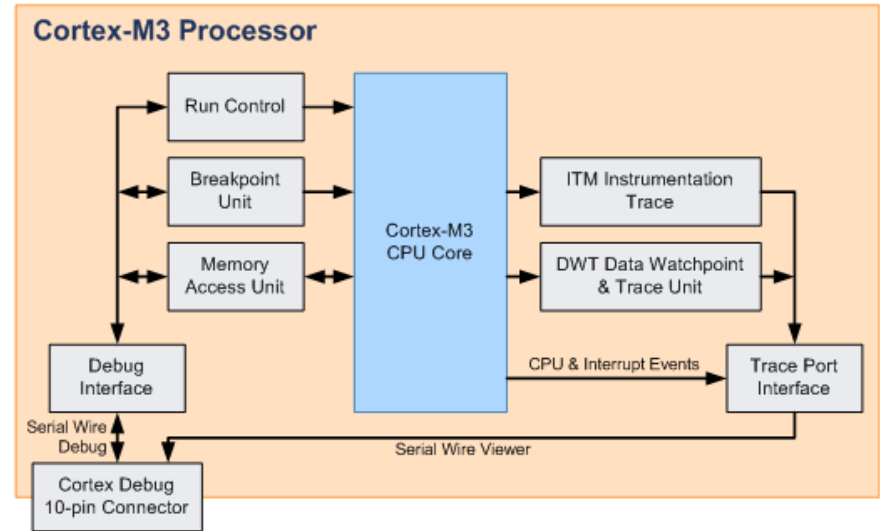 Cortex-M3 Processor
Run Control
Breakpoint
Unit
Memory
Access Unit
Cortex-M3
CPU Core
ITM Instrumentation
Trace
DWT Data Watchpoint
& Trace Unit
CPU & Interrupt Events
Debug
Interface
Trace Port
Interface
Serial Wire
Debug
Serial Wire Viewer
Cortex Debug
10-pin Connector